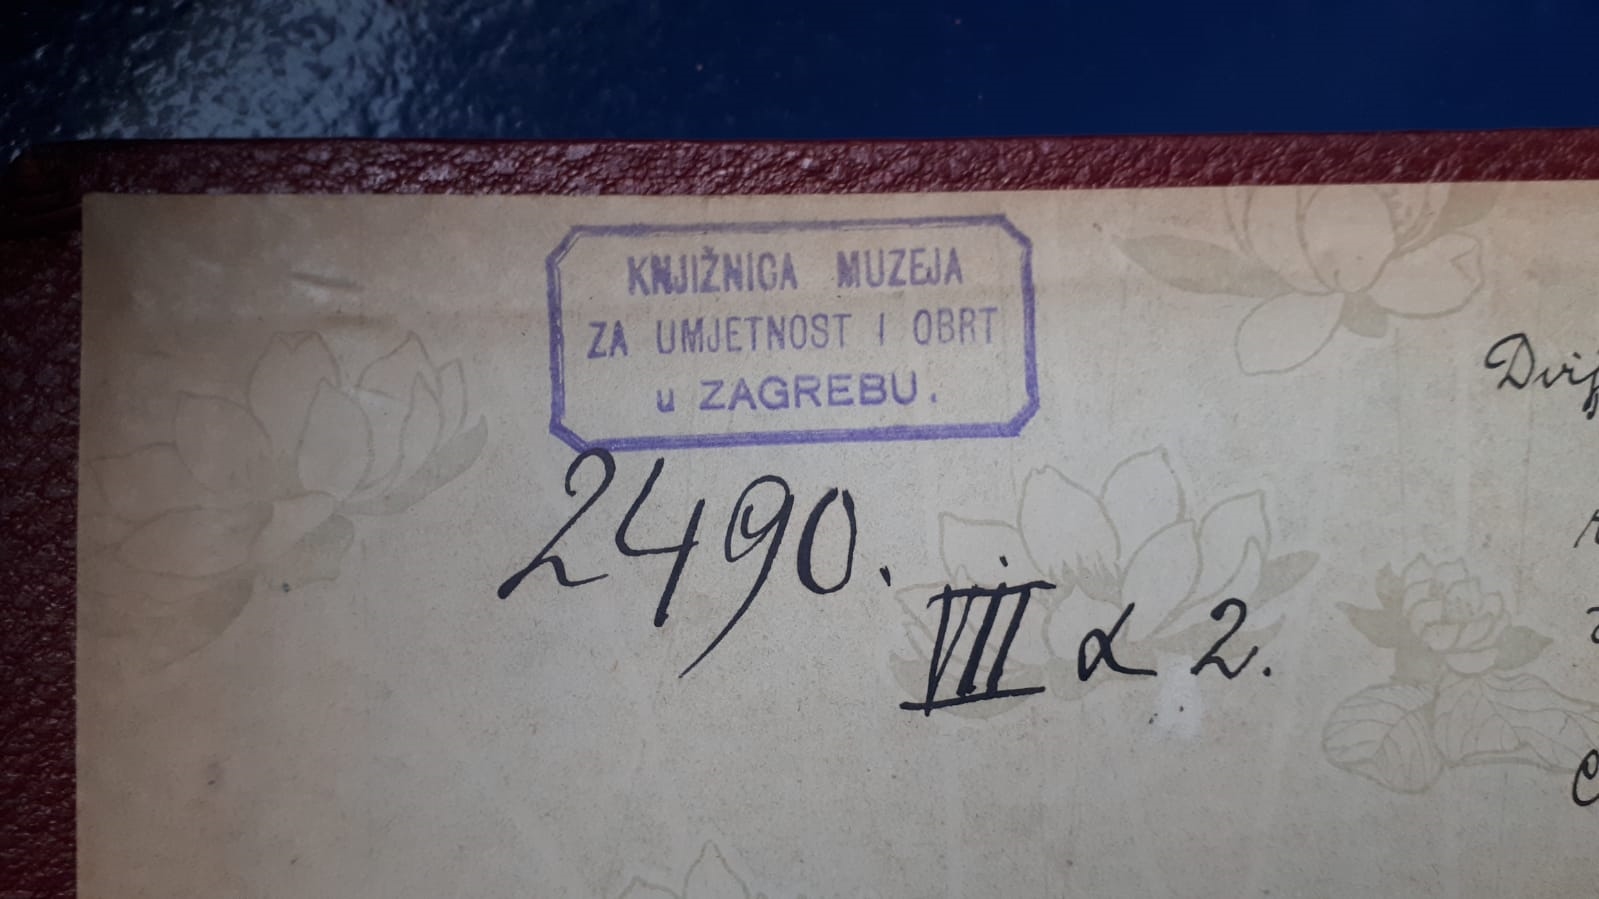 KNJIŽNICA MUZEJA
ZA UMJETNOST I OBRT
u ZAGREBU.
2490.
VII α 2.